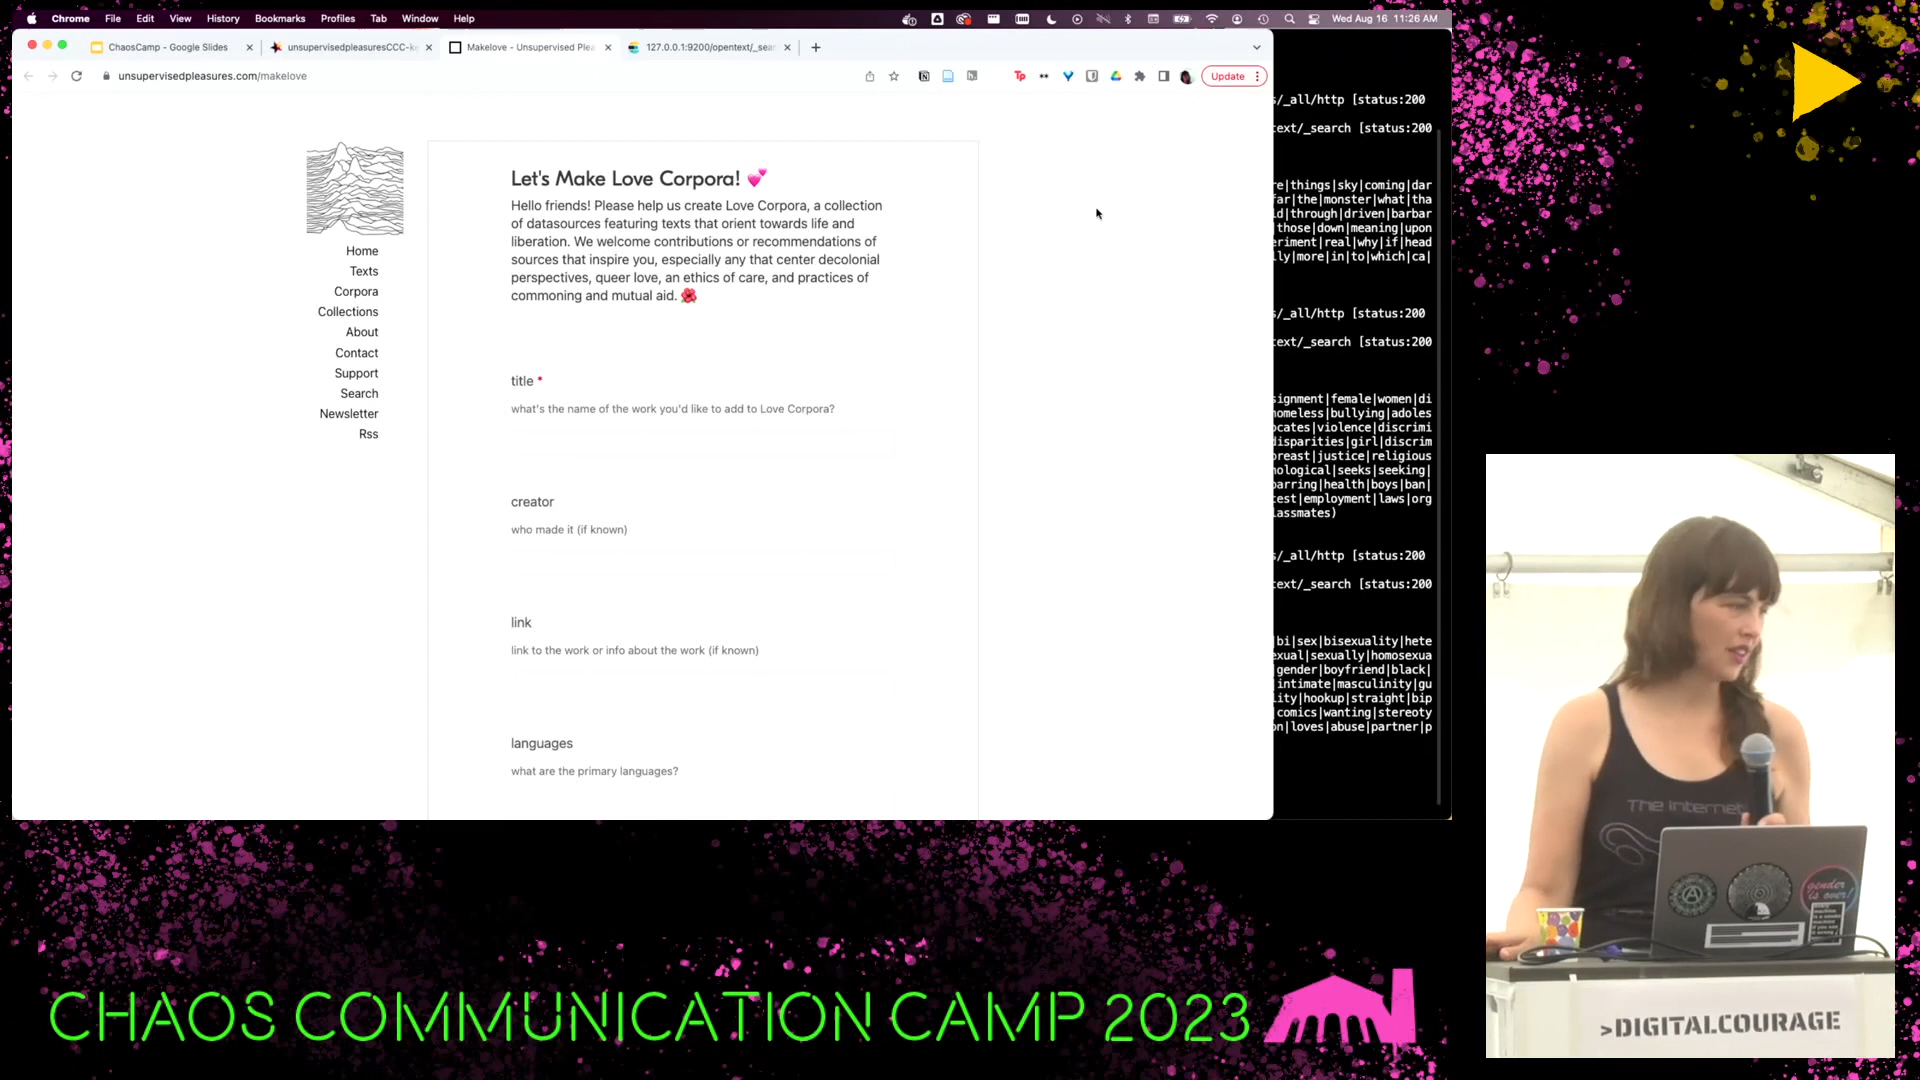 Chrome File Edit View History Bookmarks Profiles Tab Window Help
Wed Aug 16 11:26 AM
ChaosCamp - Google Slides
unsupervisedpleasuresCCC-k
Makelove - Unsupervised Plea
127.0.0.1:9200/opentext/_sear
unsupervisedpleasures.com/makelove
Update
Home
Texts
Corpora
Collections
About
Contact
Support
Search
Newsletter
Rss
Let's Make Love Corpora! 💕
Hello friends! Please help us create Love Corpora, a collection
of datasources featuring texts that orient towards life and
liberation. We welcome contributions or recommendations of
sources that inspire you, especially any that center decolonial
perspectives, queer love, an ethics of care, and practices of
commoning and mutual aid. 🌺
title *
what's the name of the work you'd like to add to Love Corpora?
creator
who made it (if known)
link
link to the work or info about the work (if known)
languages
what are the primary languages?
s/_all/http [status:200
ext/_search [status:200
re|things|sky|coming|dar
far|the|monster|what|tha
d|through|driven|barbar
those|down|meaning|upon
eriment|real|why|if|head
ly|more|in|to|which|ca|
s/_all/http [status:200
ext/_search [status:200
signment|female|women|di
homeless|bullying|adoles
ocates|violence|discrimi
disparities|girl|discrim
breast|justice|religious
hological|seeks|seeking|
barring|health|boys|ban|
test|employment|laws|org
lassmates)
s/_all/http [status:200
ext/_search [status:200
bi|sex|bisexuality|hete
exual|sexually|homosexua
gender|boyfriend|black|
intimate|masculinity|gu
lity|hookup|straight|bip
comics|wanting|stereoty
on|loves|abuse|partner|p
The internet
gender
is over!
>DIGITALCOURAGE
CHAOS COMMUNICATION CAMP 2023